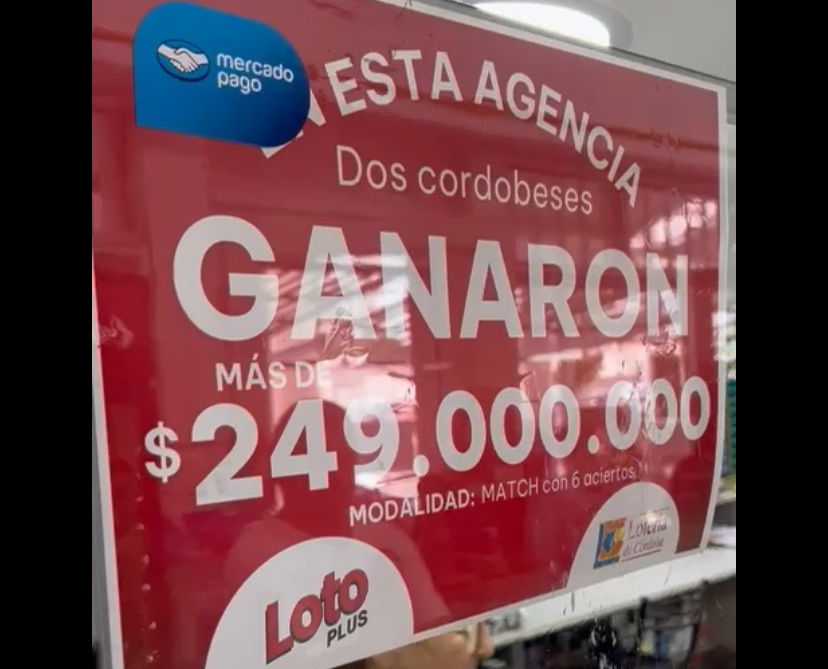 mercado
pago
EN ESTA AGENCIA
Dos cordobeses
GANARON
MÁS DE
$249.000.000
MODALIDAD: MATCH con 6 aciertos
Loto
PLUS
Lotería
de Córdoba